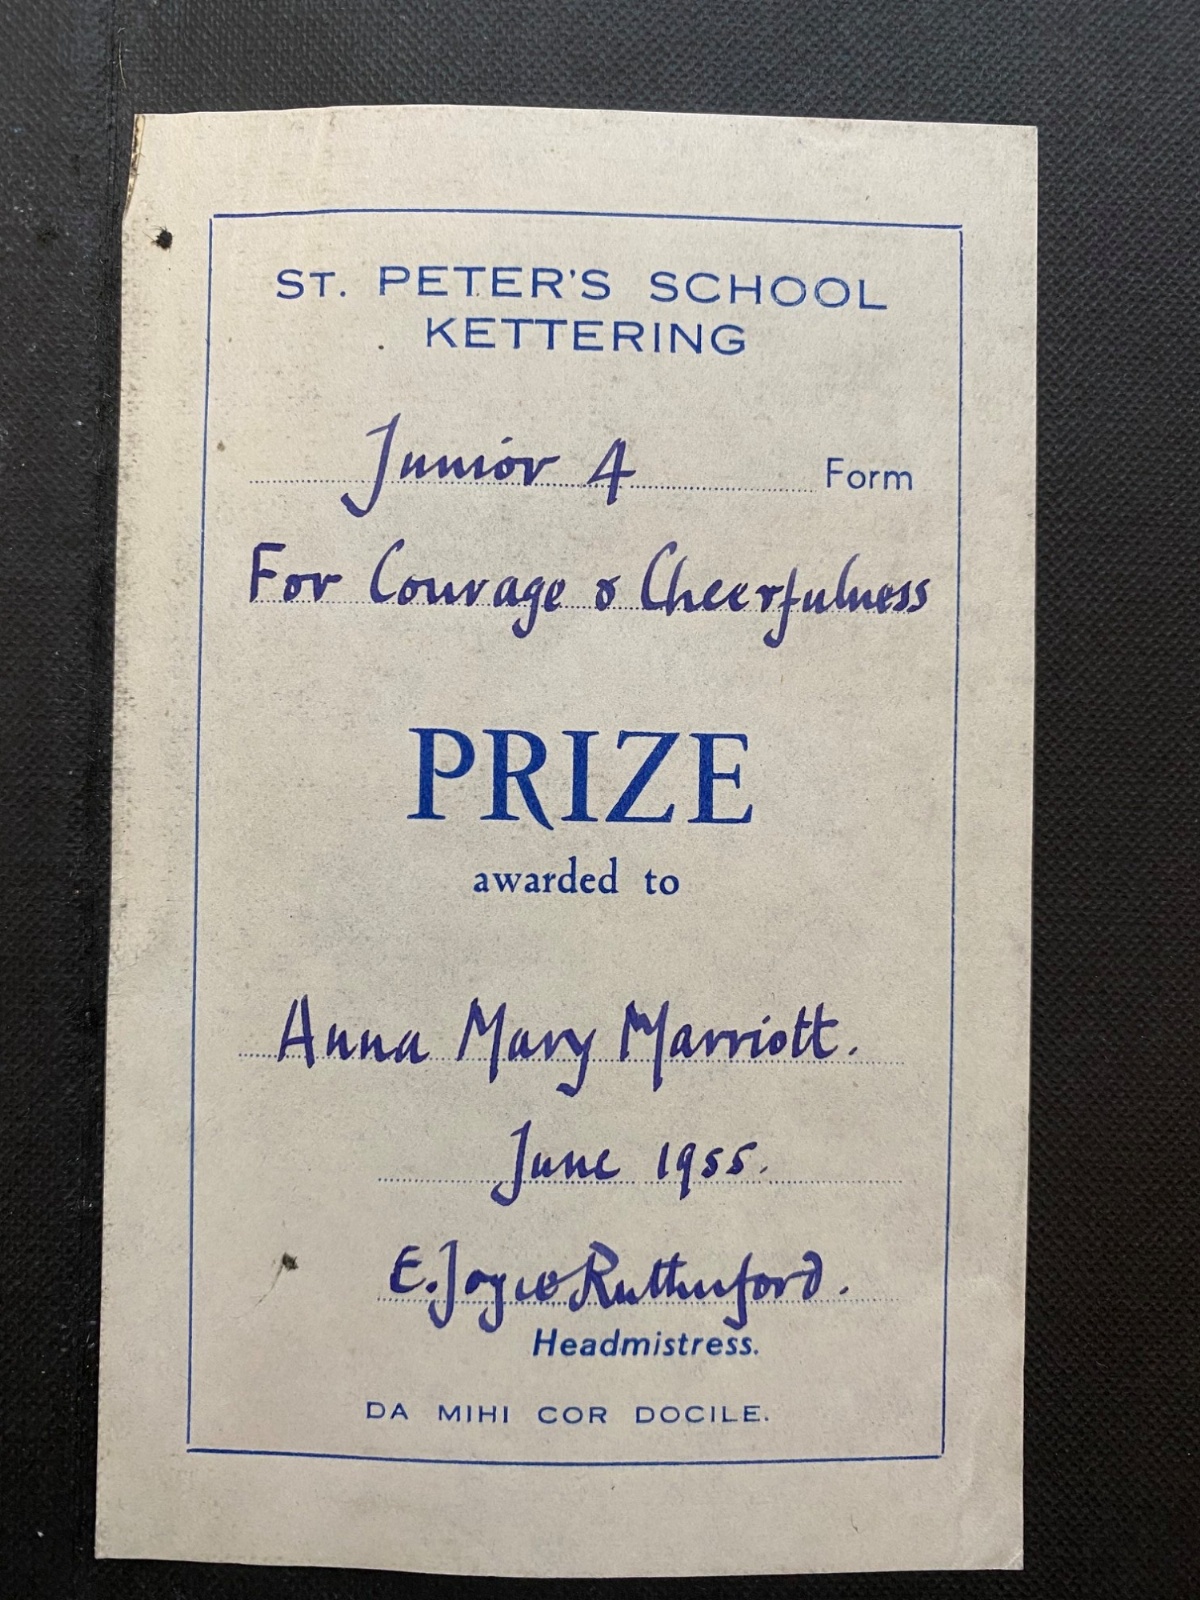 ST. PETER'S SCHOOL
KETTERING
Junior 4 Form
For Courage & Cheerfulness
PRIZE
awarded to
Anna Mary Marriott.
June 1955.
E. Joyce Rutherford.
Headmistress.
DA MIHI COR DOCILE.